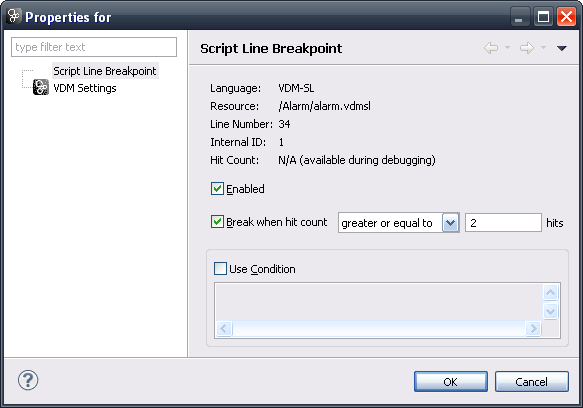 Properties for
type filter text
Script Line Breakpoint
VDM Settings
Script Line Breakpoint
Language: VDM-SL
Resource: /Alarm/alarm.vdmsl
Line Number: 34
Internal ID: 1
Hit Count: N/A (available during debugging)
Enabled
Break when hit count greater or equal to 2 hits
Use Condition
OK Cancel